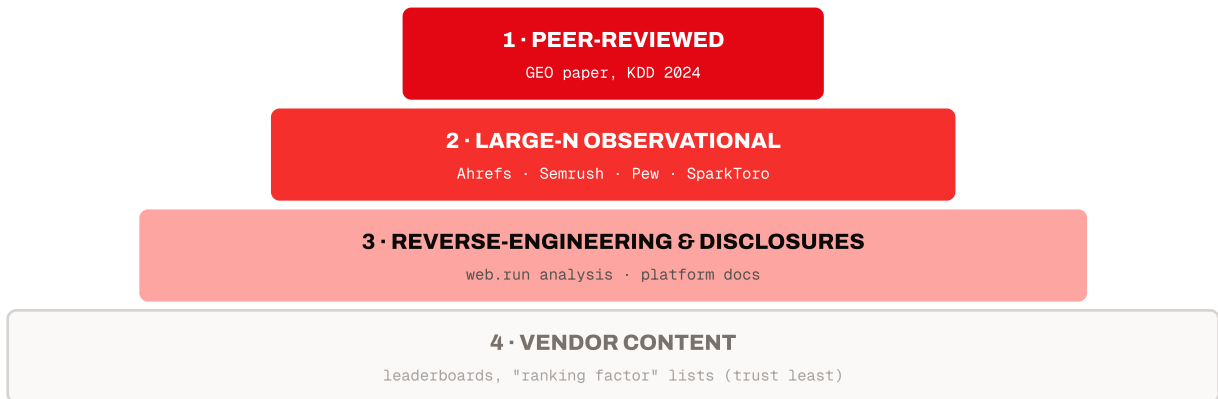 1 · PEER-REVIEWED
GEO paper, KDD 2024
2 · LARGE-N OBSERVATIONAL
Ahrefs · Semrush · Pew · SparkToro
3 · REVERSE-ENGINEERING & DISCLOSURES
web.run analysis · platform docs
4 · VENDOR CONTENT
leaderboards, "ranking factor" lists (trust least)